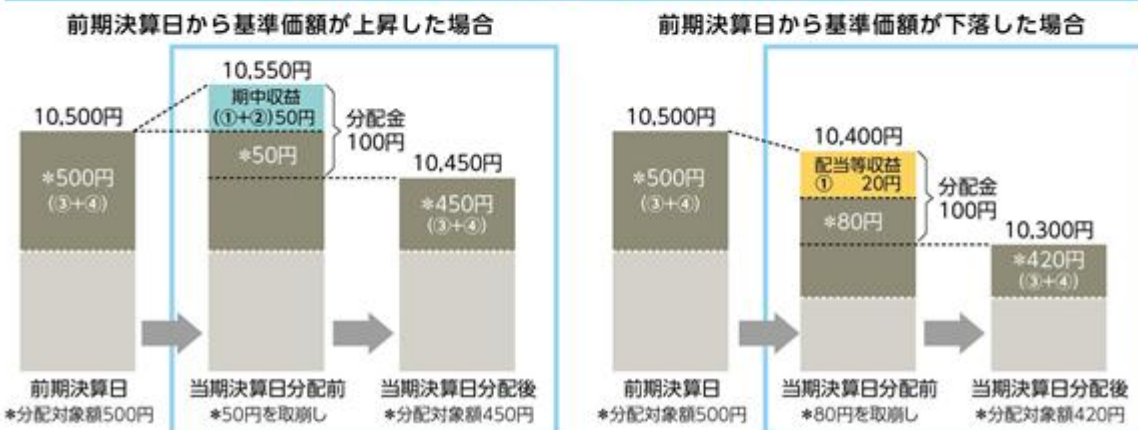 前期決算日から基準価額が上昇した場合
10,550円
10,500円
期中収益
(①+②)50円
分配金
100円
*500円
(③+④)
*50円
10,450円
*450円
(③+④)
前期決算日
*分配対象額500円
当期決算日分配前
*50円を取崩し
当期決算日分配後
*分配対象額450円
前期決算日から基準価額が下落した場合
10,500円
10,400円
配当等収益
① 20円
分配金
100円
*500円
(③+④)
*80円
10,300円
*420円
(③+④)
前期決算日
*分配対象額500円
当期決算日分配前
*80円を取崩し
当期決算日分配後
*分配対象額420円